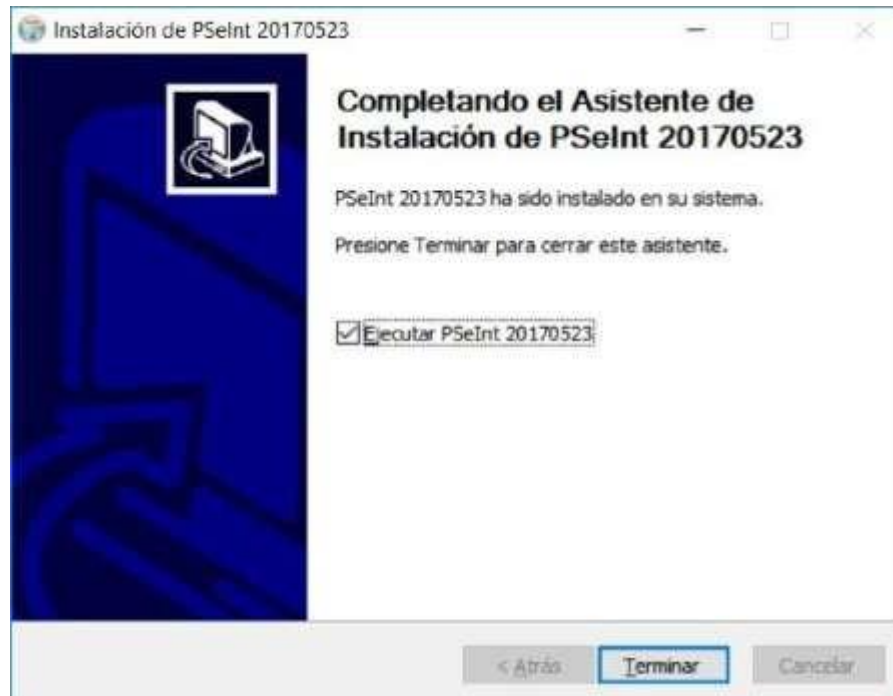 Instalación de PSeInt 20170523
Completando el Asistente de
Instalación de PSeInt 20170523
PSeInt 20170523 ha sido instalado en su sistema.
Presione Terminar para cerrar este asistente.
Ejecutar PSeInt 20170523
< Atrás Terminar Cancelar